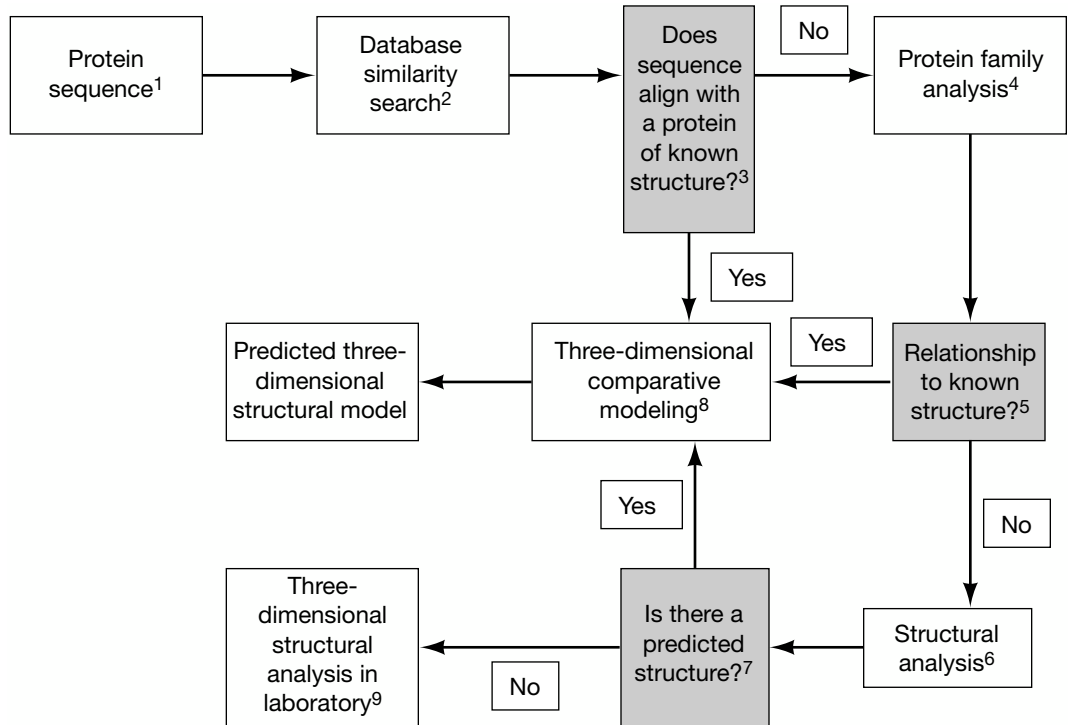 Protein
sequence¹
Database
similarity
search²
Does
sequence
align with
a protein
of known
structure?³
No
Protein family
analysis⁴
Yes
Predicted three-
dimensional
structural model
Three-dimensional
comparative
modeling⁸
Yes
Relationship
to known
structure?⁵
Yes
No
Three-
dimensional
structural
analysis in
laboratory⁹
No
Is there a
predicted
structure?⁷
Structural
analysis⁶